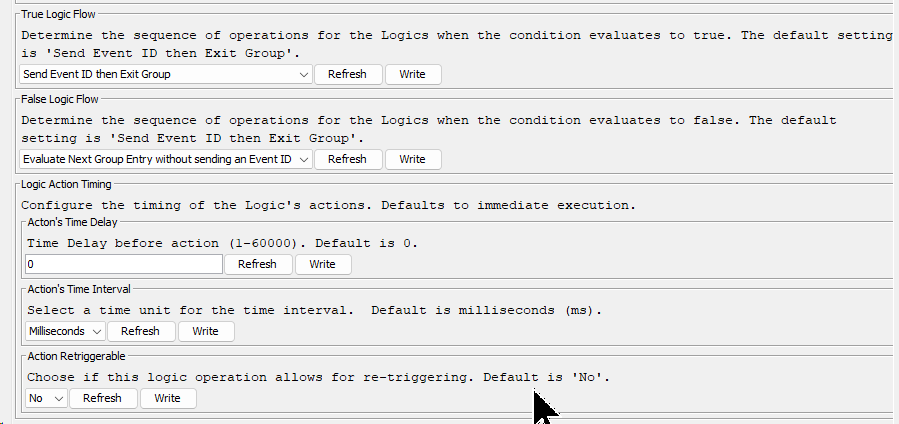 True Logic Flow
Determine the sequence of operations for the Logics when the condition evaluates to true. The default setting
is 'Send Event ID then Exit Group'.
Send Event ID then Exit Group Refresh Write
False Logic Flow
Determine the sequence of operations for the Logics when the condition evaluates to false. The default
setting is 'Send Event ID then Exit Group'.
Evaluate Next Group Entry without sending an Event ID Refresh Write
Logic Action Timing
Configure the timing of the Logic's actions. Defaults to immediate execution.
Acton's Time Delay
Time Delay before action (1-60000). Default is 0.
0 Refresh Write
Action's Time Interval
Select a time unit for the time interval.  Default is milliseconds (ms).
Milliseconds Refresh Write
Action Retriggerable
Choose if this logic operation allows for re-triggering. Default is 'No'.
No Refresh Write